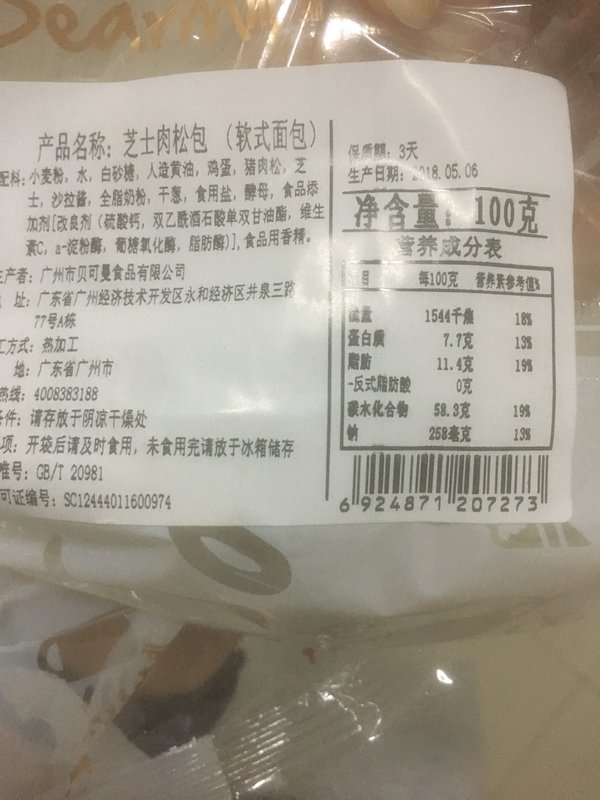 产品名称：芝士肉松包 （软式面包）
配料：小麦粉，水，白砂糖，人造黄油，鸡蛋，猪肉松，芝
士，沙拉酱，全脂奶粉，干葱，食用盐，酵母，食品添
加剂[改良剂（硫酸钙，双乙酰酒石酸单双甘油酯，维生
素C，a-淀粉酶，葡糖氧化酶，脂肪酶)]，食品用香精。
生产者：广州市贝可曼食品有限公司
址：广东省广州经济技术开发区永和经济区井泉三路
77号A栋
工方式：热加工
地：广东省广州市
热线：4008383188
条件：请存放于阴凉干燥处
项：开袋后请及时食用，未食用完请放于冰箱储存
准号：GB/T 20981
可证编号：SC12444011600974
保质期：3天
生产日期：2018.05.06
净含量：100克
营养成分表
项目 每100克 营养素参考值%
能量 1544千焦 18%
蛋白质 7.7克 13%
脂肪 11.4克 19%
-反式脂肪酸 0克
碳水化合物 58.3克 19%
钠 258毫克 13%
6 924871 207273